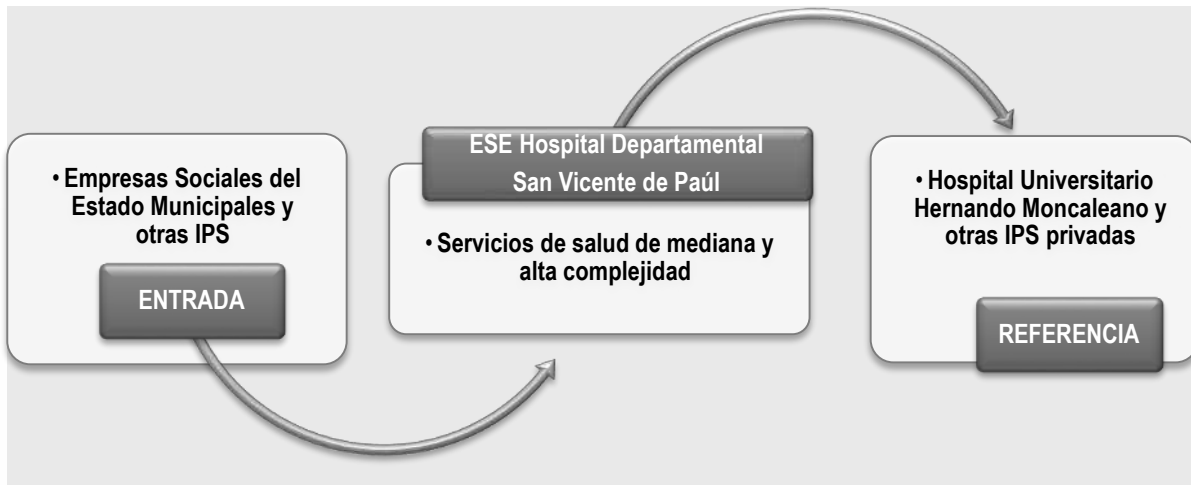 • Empresas Sociales del
Estado Municipales y
otras IPS
ENTRADA
ESE Hospital Departamental
San Vicente de Paúl
• Servicios de salud de mediana y
alta complejidad
• Hospital Universitario
Hernando Moncaleano y
otras IPS privadas
REFERENCIA